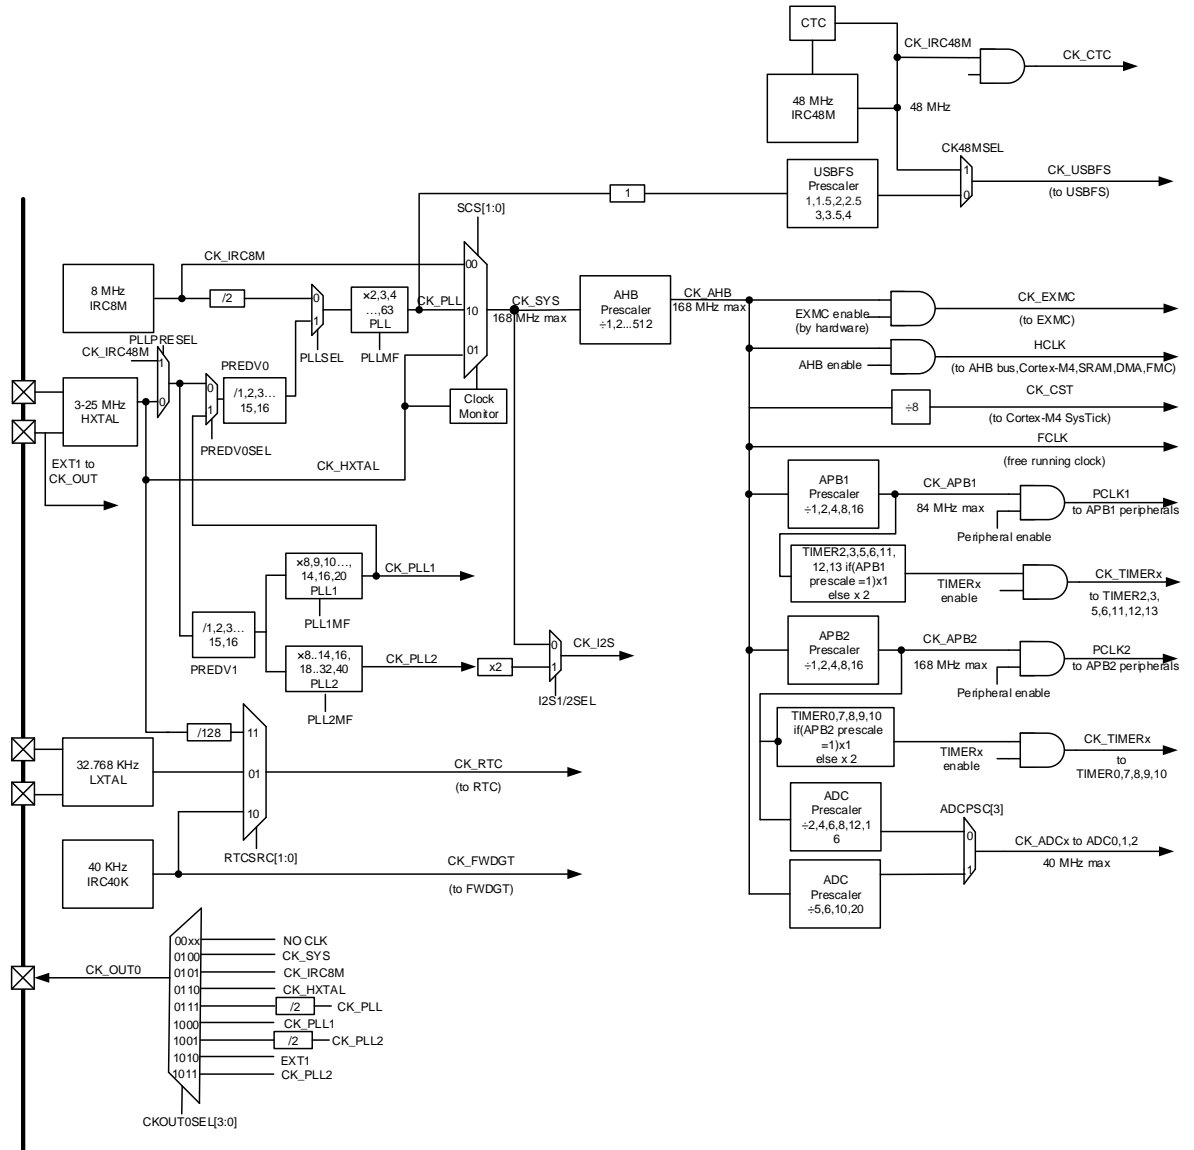 CTC
CK_IRC48M
CK_CTC
48 MHz
IRC48M
48 MHz
CK48MSEL
USBFS
Prescaler
1,1.5,2,2.5
3,3.5,4
1
0
CK_USBFS
(to USBFS)
1
SCS[1:0]
CK_IRC8M
00
10
01
8 MHz
IRC8M
/2
0
1
PLLSEL
×2,3,4
…,63
PLL
PLLMF
CK_PLL
CK_SYS
168 MHz max
AHB
Prescaler
÷1,2...512
CK_AHB
168 MHz max
EXMC enable
(by hardware)
CK_EXMC
(to EXMC)
AHB enable
HCLK
(to AHB bus,Cortex-M4,SRAM,DMA,FMC)
÷8
CK_CST
(to Cortex-M4 SysTick)
FCLK
(free running clock)
PLLPRESEL
CK_IRC48M
1
0
3-25 MHz
HXTAL
PREDV0
0
1
/1,2,3…
15,16
PREDV0SEL
Clock
Monitor
EXT1 to
CK_OUT
CK_HXTAL
APB1
Prescaler
÷1,2,4,8,16
CK_APB1
84 MHz max
Peripheral enable
PCLK1
to APB1 peripherals
TIMER2,3,5,6,11,
12,13 if(APB1
prescale =1)x1
else x 2
TIMERx
enable
CK_TIMERx
to TIMER2,3,
5,6,11,12,13
×8,9,10…,
14,16,20
PLL1
PLL1MF
CK_PLL1
/1,2,3…
15,16
PREDV1
×8..14,16,
18..32,40
PLL2
PLL2MF
CK_PLL2
x2
0
1
CK_I2S
I2S1/2SEL
APB2
Prescaler
÷1,2,4,8,16
CK_APB2
168 MHz max
Peripheral enable
PCLK2
to APB2 peripherals
TIMER0,7,8,9,10
if(APB2 prescale
=1)x1
else x 2
TIMERx
enable
CK_TIMERx
to
TIMER0,7,8,9,10
/128
11
01
10
32.768 KHz
LXTAL
CK_RTC
(to RTC)
RTCSRC[1:0]
ADC
Prescaler
÷2,4,6,8,12,1
6
ADCPSC[3]
0
1
CK_ADCx to ADC0,1,2
40 MHz max
40 KHz
IRC40K
CK_FWDGT
(to FWDGT)
ADC
Prescaler
÷5,6,10,20
CK_OUT0
00xx NO CLK
0100 CK_SYS
0101 CK_IRC8M
0110 CK_HXTAL
0111 /2 CK_PLL
1000 CK_PLL1
1001 /2 CK_PLL2
1010 EXT1
1011 CK_PLL2
CKOUT0SEL[3:0]